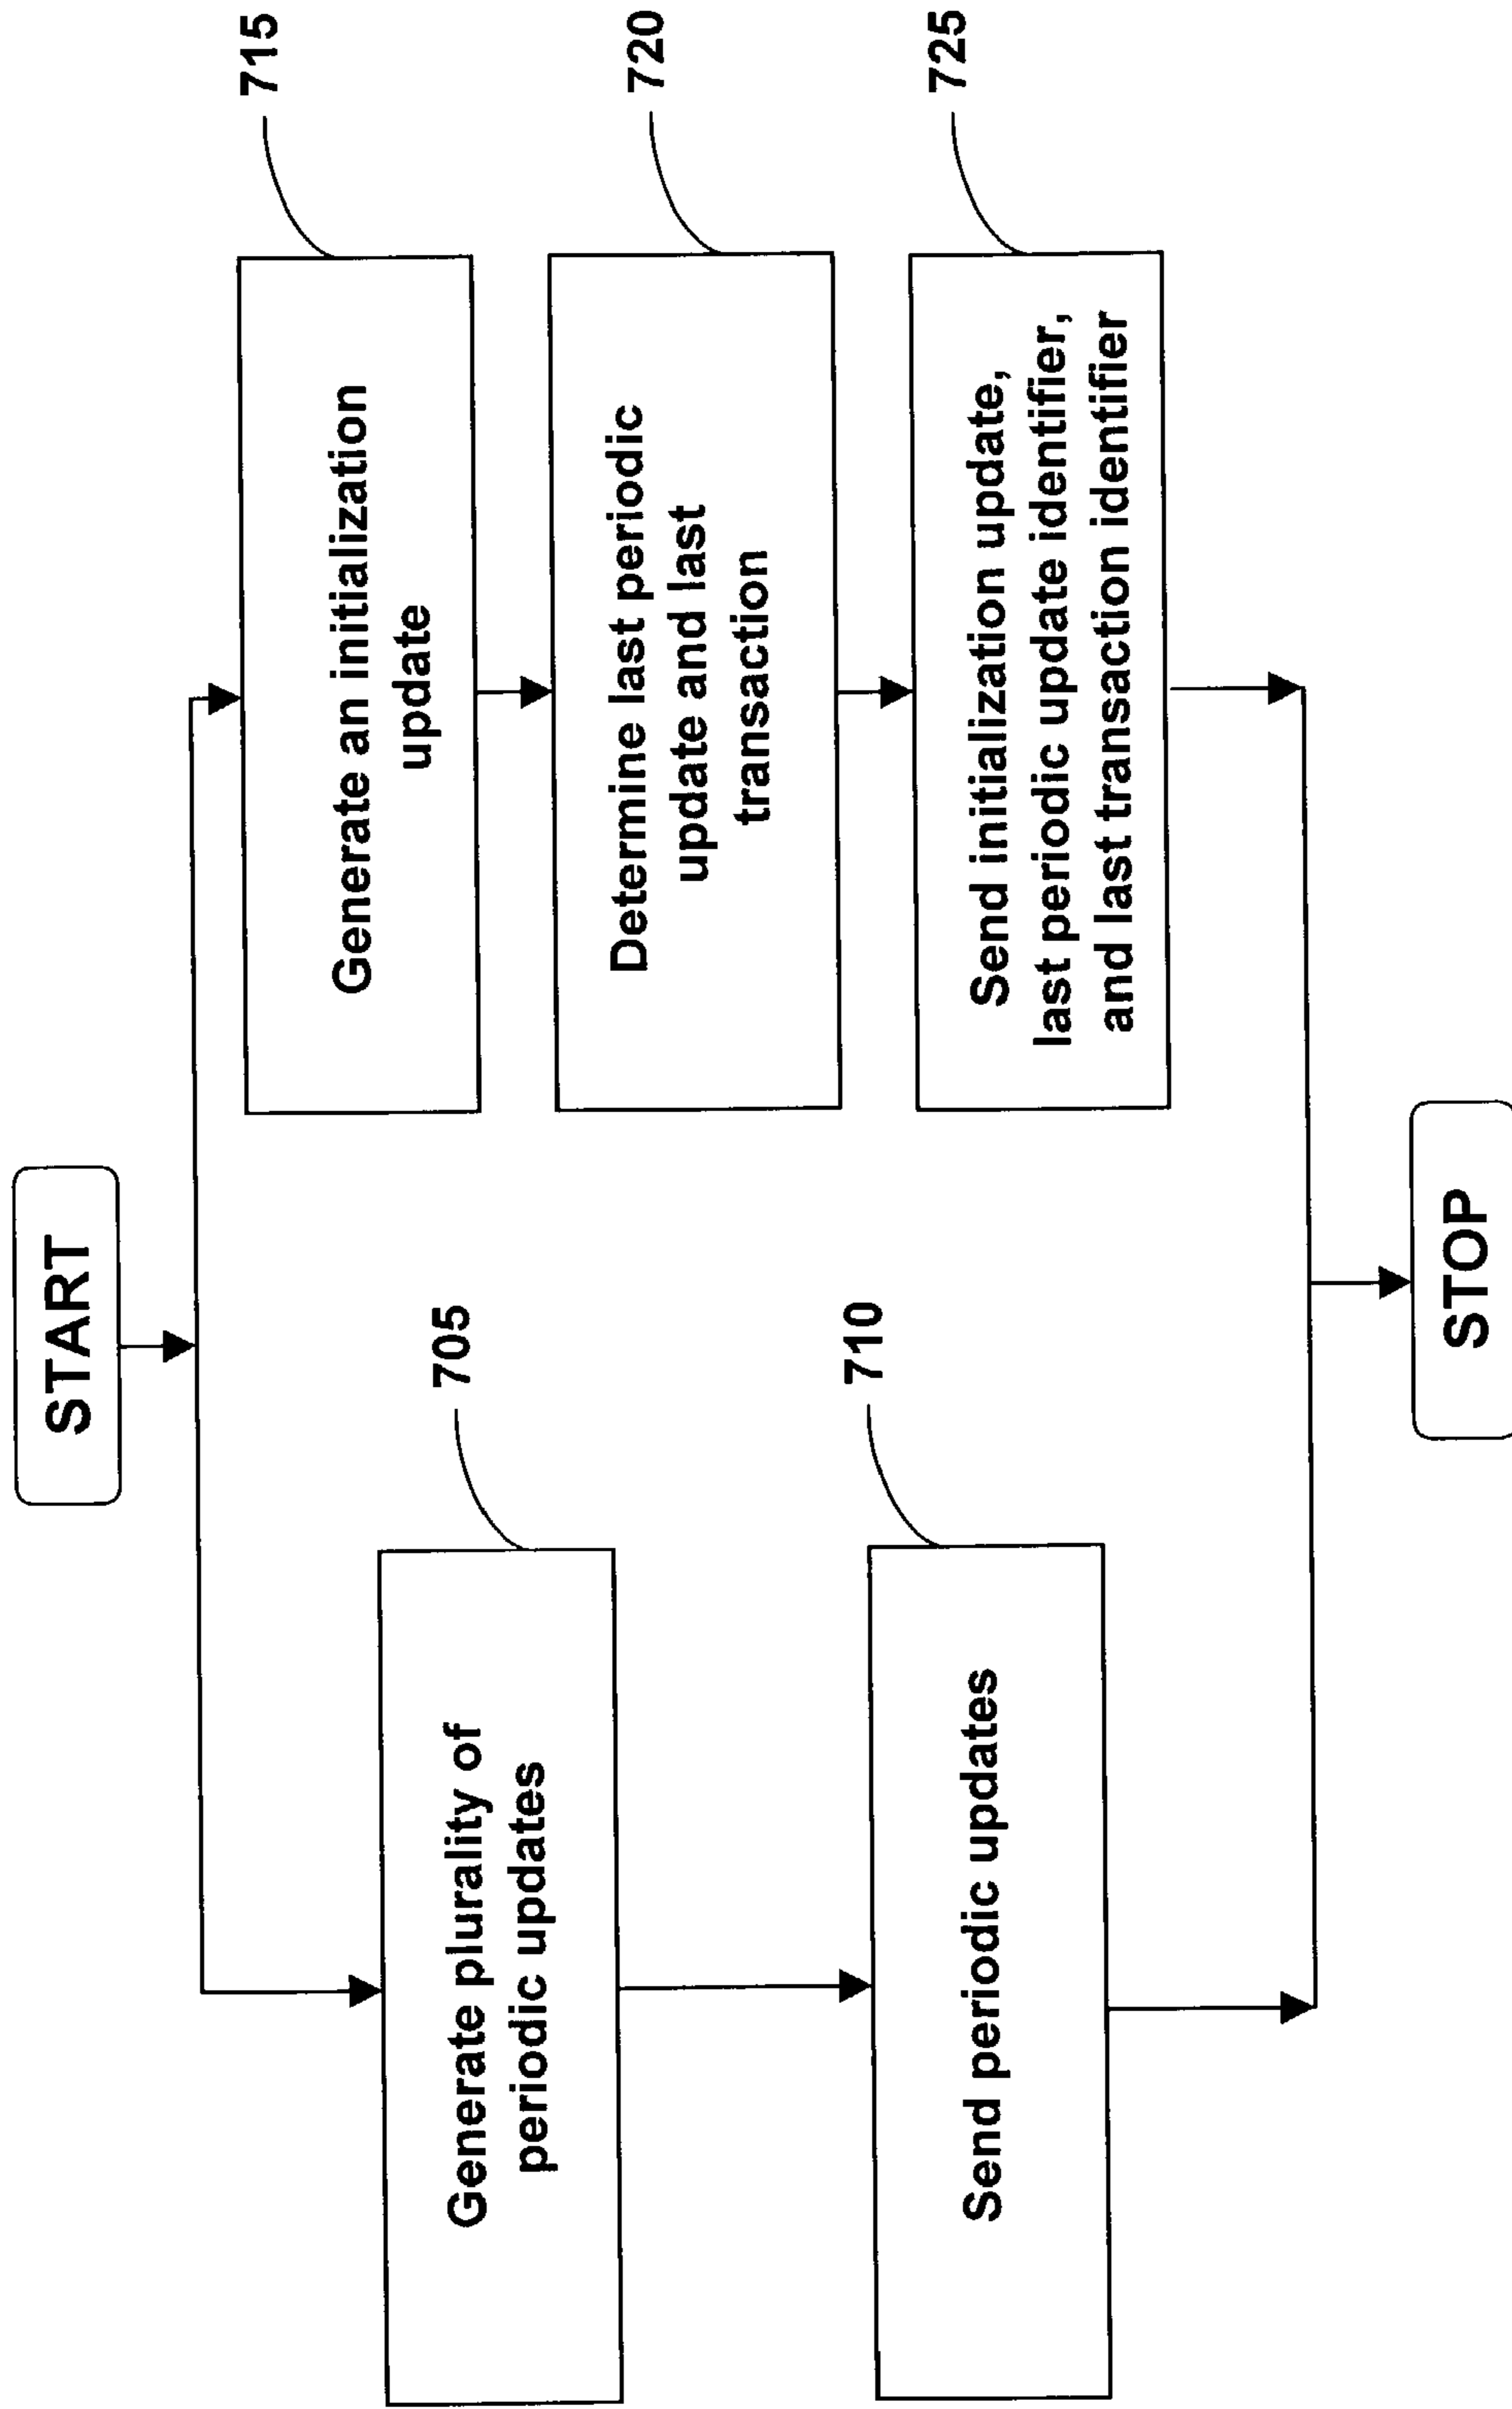 START
705
Generate plurality of
periodic updates
710
Send periodic updates
715
Generate an initialization
update
720
Determine last periodic
update and last
transaction
725
Send initialization update,
last periodic update identifier,
and last transaction identifier
STOP